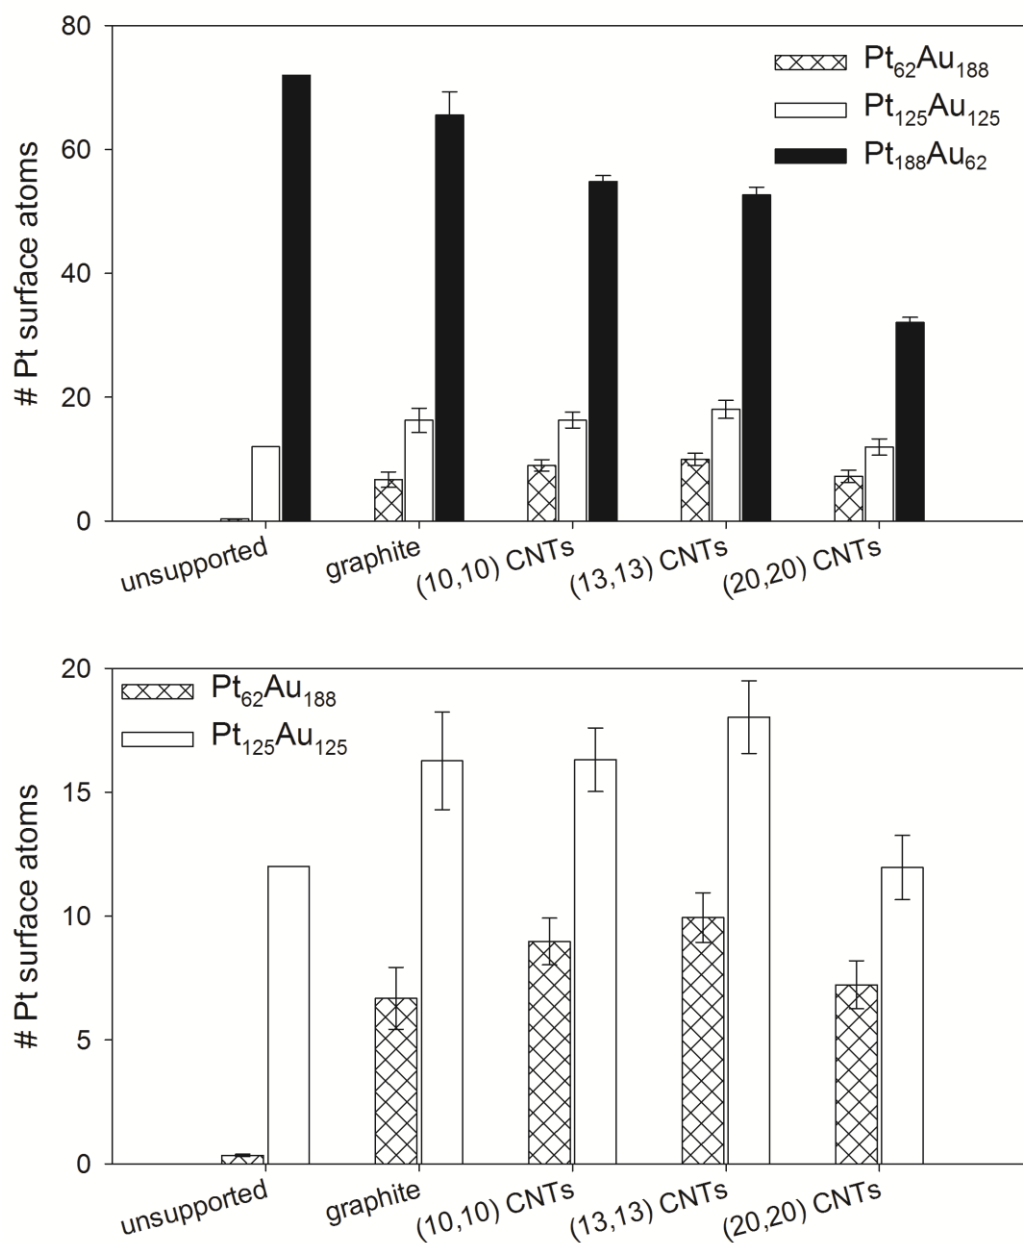 80
60
40
20
0
# Pt surface atoms
Pt₆₂Au₁₈₈
Pt₁₂₅Au₁₂₅
Pt₁₈₈Au₆₂
unsupported
graphite
(10,10) CNTs
(13,13) CNTs
(20,20) CNTs
20
15
10
5
0
# Pt surface atoms
Pt₆₂Au₁₈₈
Pt₁₂₅Au₁₂₅
unsupported
graphite
(10,10) CNTs
(13,13) CNTs
(20,20) CNTs